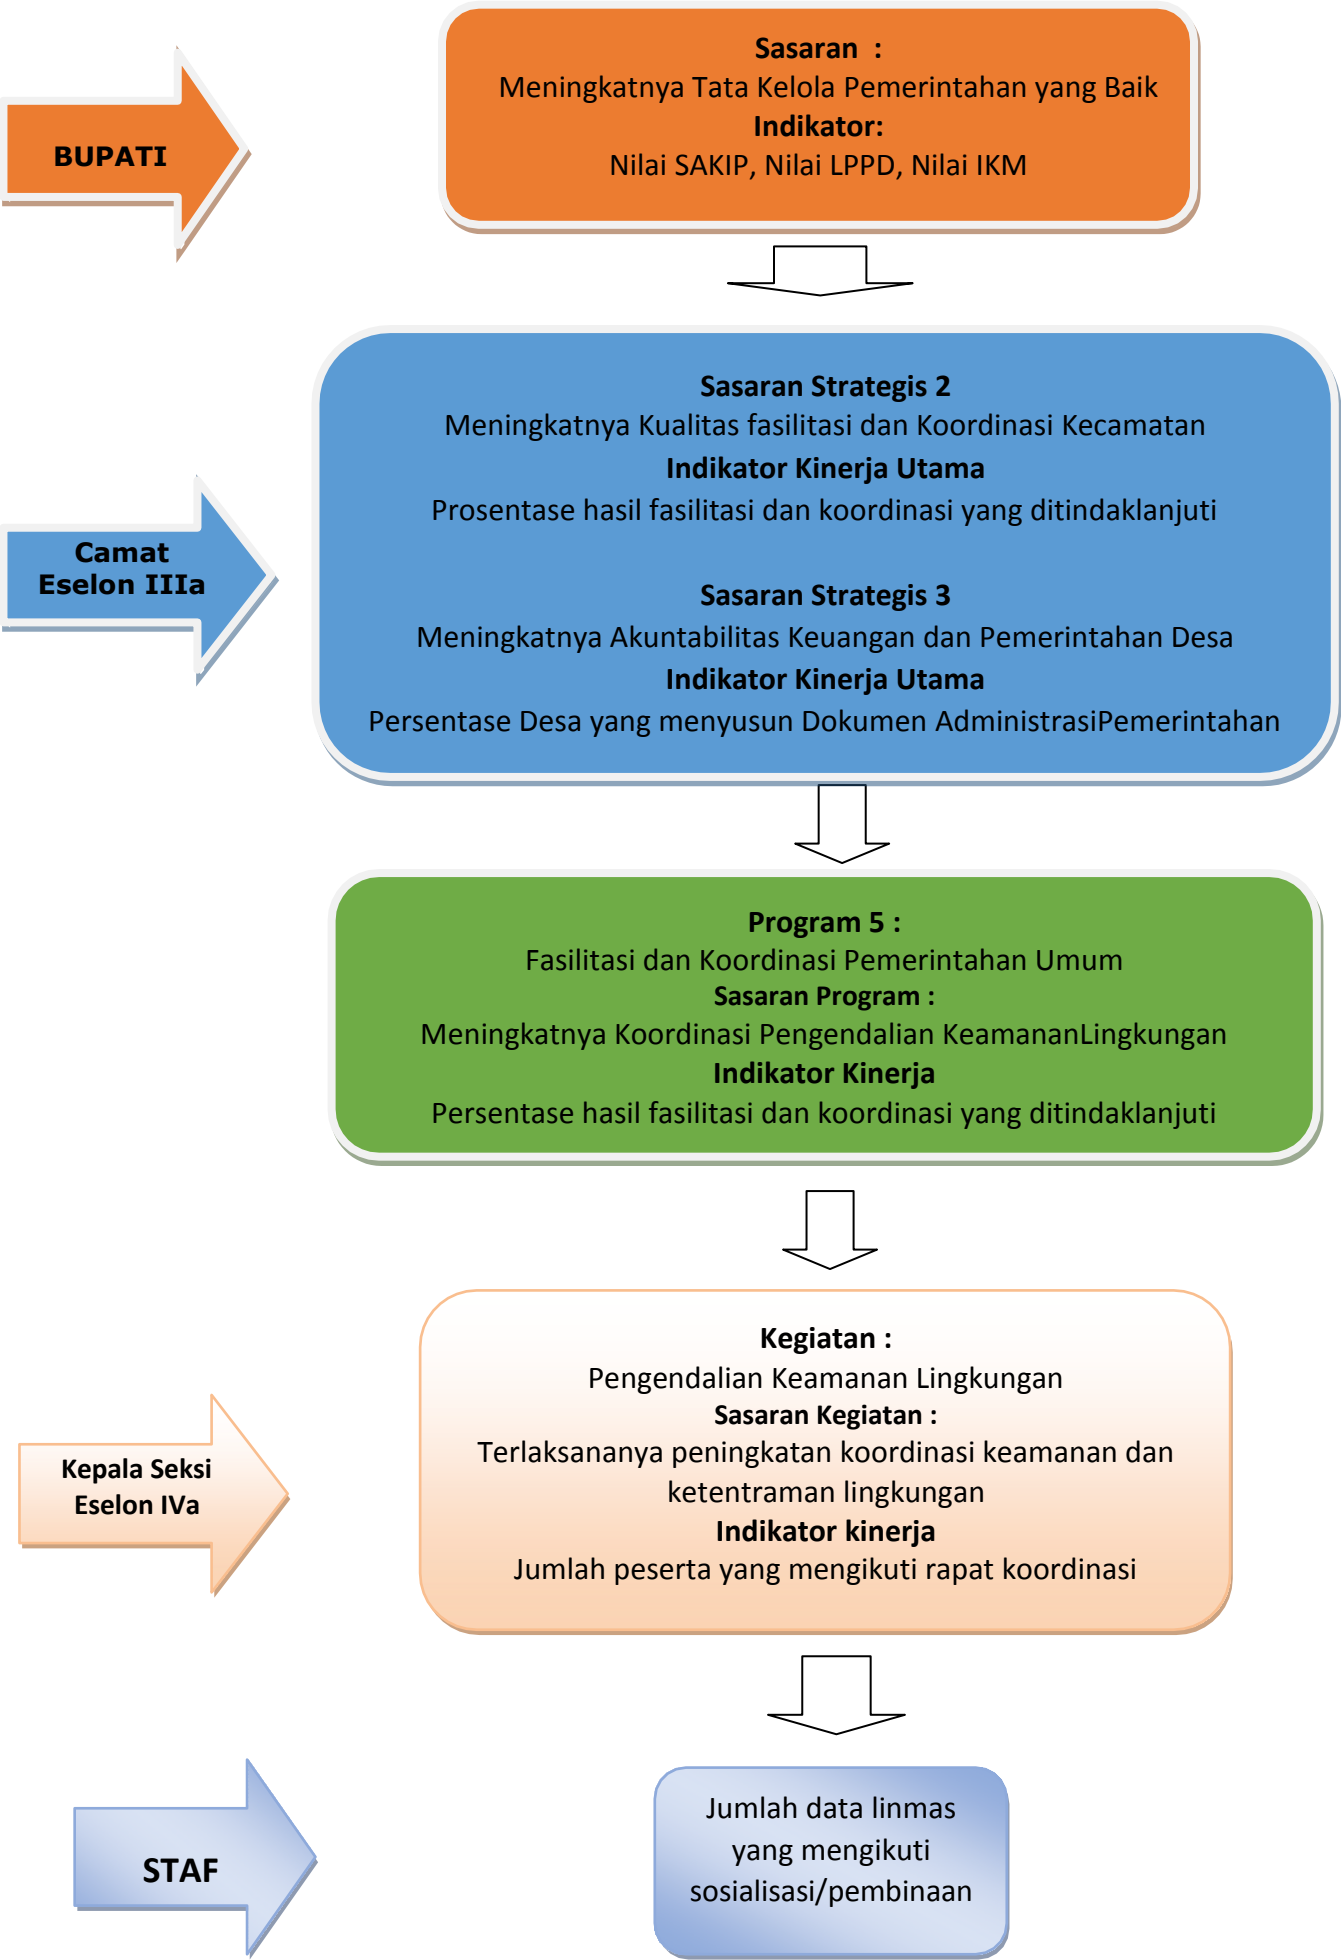 Sasaran :
Meningkatnya Tata Kelola Pemerintahan yang Baik
Indikator:
Nilai SAKIP, Nilai LPPD, Nilai IKM
BUPATI
Sasaran Strategis 2
Meningkatnya Kualitas fasilitasi dan Koordinasi Kecamatan
Indikator Kinerja Utama
Prosentase hasil fasilitasi dan koordinasi yang ditindaklanjuti
Camat
Eselon IIIa
Sasaran Strategis 3
Meningkatnya Akuntabilitas Keuangan dan Pemerintahan Desa
Indikator Kinerja Utama
Persentase Desa yang menyusun Dokumen AdministrasiPemerintahan
Program 5 :
Fasilitasi dan Koordinasi Pemerintahan Umum
Sasaran Program :
Meningkatnya Koordinasi Pengendalian KeamananLingkungan
Indikator Kinerja
Persentase hasil fasilitasi dan koordinasi yang ditindaklanjuti
Kegiatan :
Pengendalian Keamanan Lingkungan
Sasaran Kegiatan :
Terlaksananya peningkatan koordinasi keamanan dan
ketentraman lingkungan
Indikator kinerja
Jumlah peserta yang mengikuti rapat koordinasi
Kepala Seksi
Eselon IVa
Jumlah data linmas
yang mengikuti
sosialisasi/pembinaan
STAF